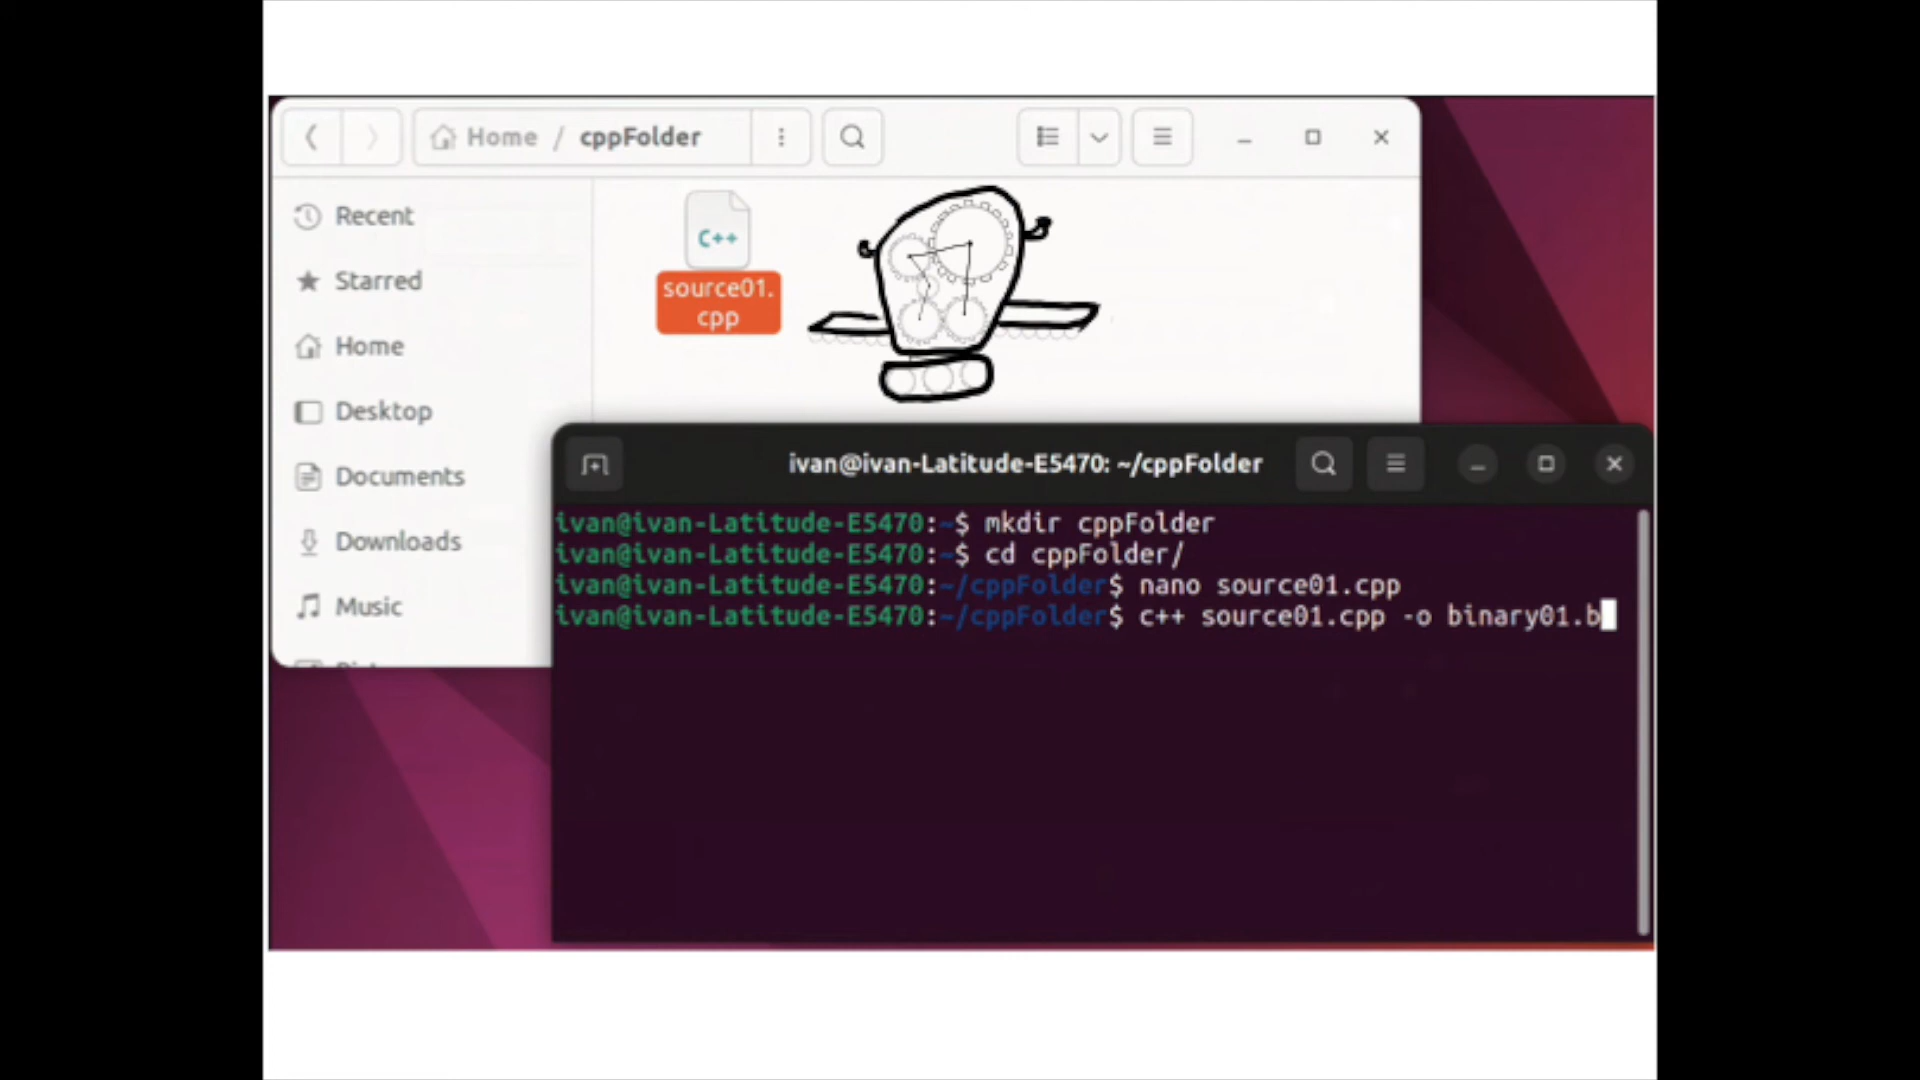 Home / cppFolder
Recent
Starred
Home
Desktop
Documents
Downloads
Music
C++
source01.
cpp
ivan@ivan-Latitude-E5470: ~/cppFolder
ivan@ivan-Latitude-E5470:~$ mkdir cppFolder
ivan@ivan-Latitude-E5470:~$ cd cppFolder/
ivan@ivan-Latitude-E5470:~/cppFolder$ nano source01.cpp
ivan@ivan-Latitude-E5470:~/cppFolder$ c++ source01.cpp -o binary01.b